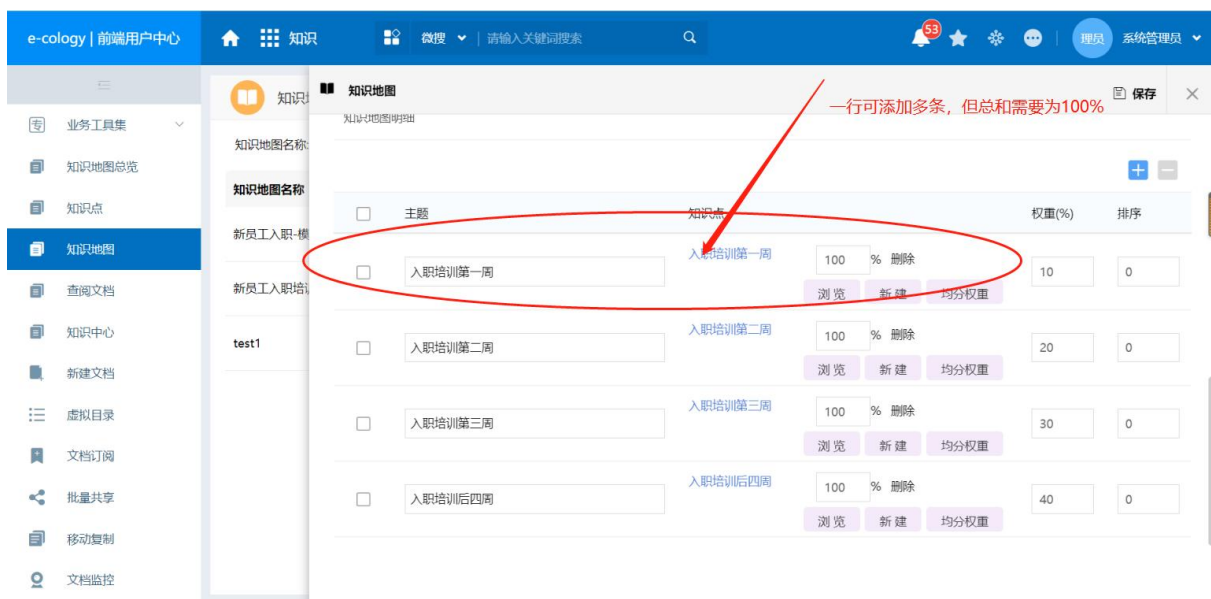 e-cology | 前端用户中心
知识
微搜 | 请输入关键词搜索
53
理员 系统管理员
业务工具集
知识地图总览
知识点
知识地图
查阅文档
知识中心
新建文档
虚拟目录
文档订阅
批量共享
移动复制
文档监控
知识
知识地图名称:
知识地图名称
新员工入职-模
新员工入职培训
test1
知识地图
保存
一行可添加多条,但总和需要为100%
知识地图明细
主题 知识点 权重(%) 排序
入职培训第一周 入职培训第一周 100 % 删除 10 0
浏览 新建 均分权重
入职培训第二周 入职培训第二周 100 % 删除 20 0
浏览 新建 均分权重
入职培训第三周 入职培训第三周 100 % 删除 30 0
浏览 新建 均分权重
入职培训后四周 入职培训后四周 100 % 删除 40 0
浏览 新建 均分权重